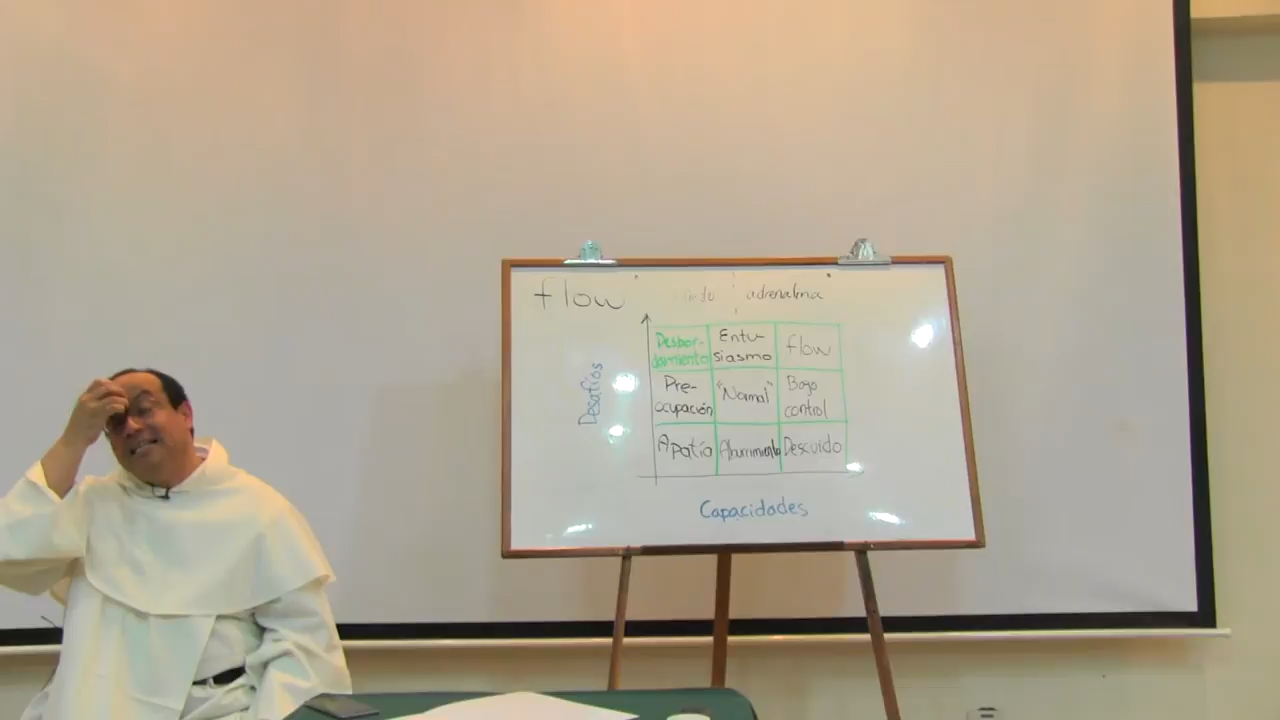 flow
adrenalina
Desbor-
damiento
Entu-
siasmo
flow
Desafíos
Pre-
ocupación
"Normal"
Bajo
control
Apatía
Aburrimiento
Descuido
Capacidades